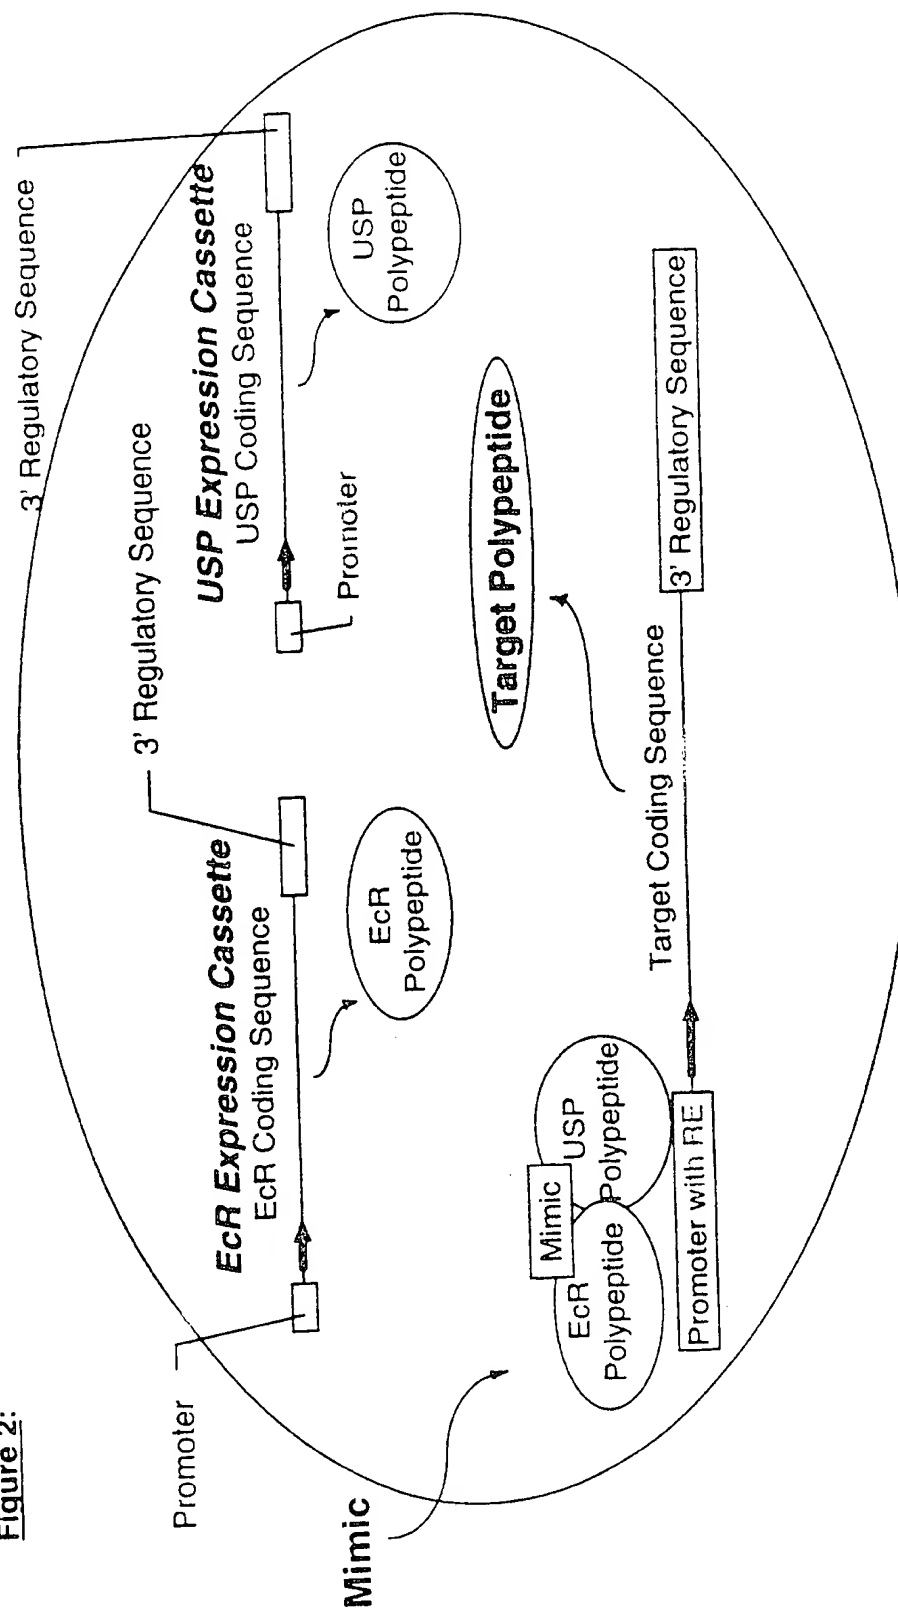 Figure 2:
3' Regulatory Sequence
3' Regulatory Sequence
Promoter
EcR Expression Cassette
EcR Coding Sequence
USP Expression Cassette
USP Coding Sequence
Promoter
EcR
Polypeptide
USP
Polypeptide
Mimic
Target Polypeptide
Mimic
EcR
Polypeptide
USP
Polypeptide
Promoter with RE
Target Coding Sequence
3' Regulatory Sequence